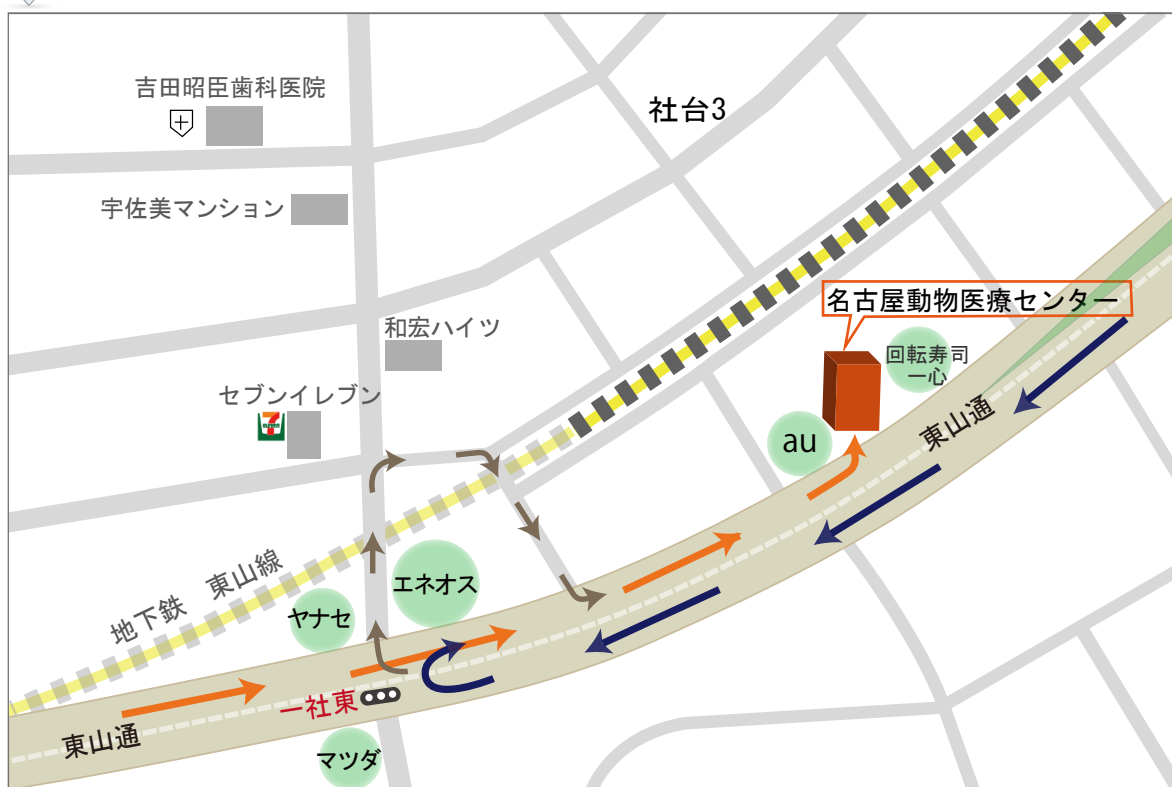 吉田昭臣歯科医院
社台3
宇佐美マンション
名古屋動物医療センター
和宏ハイツ
回転寿司
一心
セブンイレブン
7
ELEVEN
au
東山通
地下鉄 東山線
エネオス
ヤナセ
一社東
東山通
マツダ